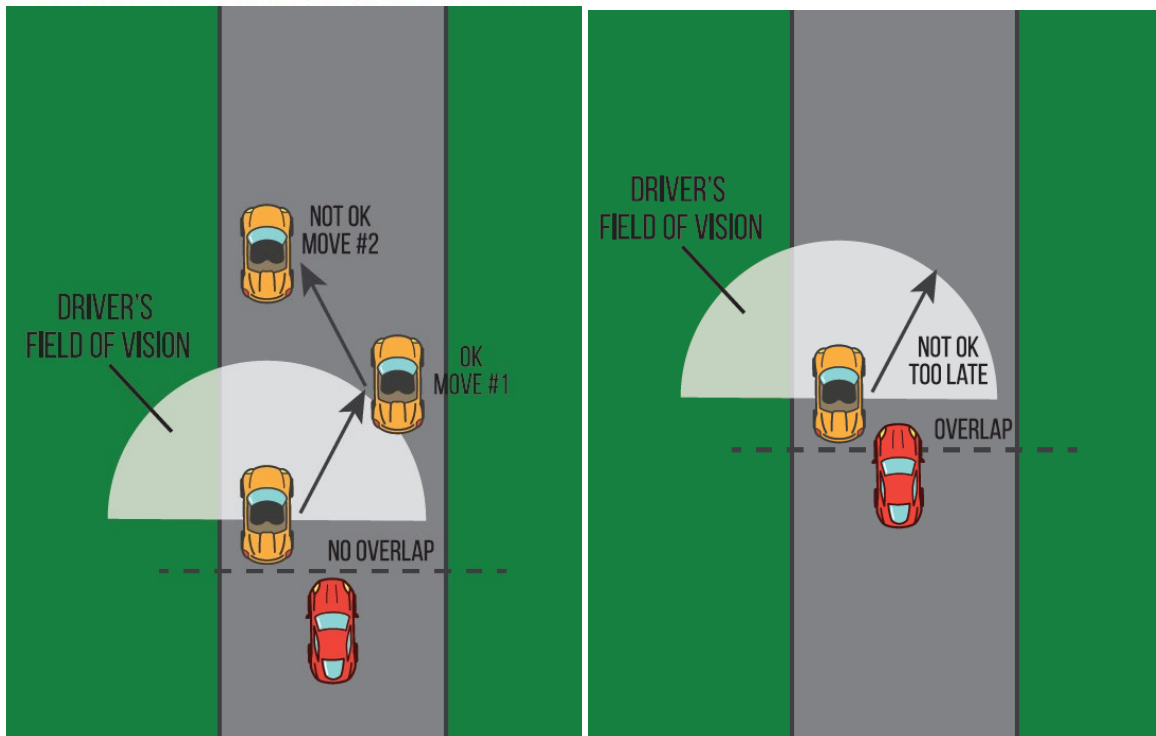 NOT OK
MOVE #2
DRIVER'S
FIELD OF VISION
OK
MOVE #1
NO OVERLAP
DRIVER'S
FIELD OF VISION
NOT OK
TOO LATE
OVERLAP